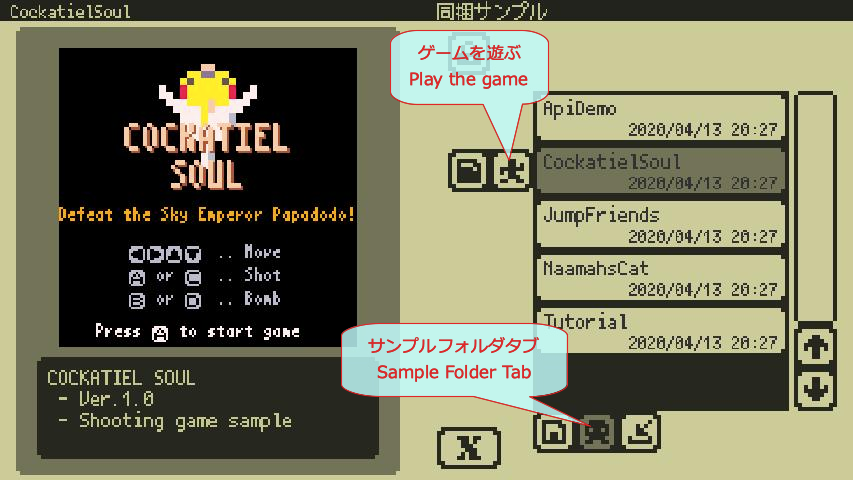 CockatielSoul
同梱サンプル
ゲームを遊ぶ
Play the game
COCKATIEL
SOUL
Defeat the Sky Emperor Papadodo!
.. Move
A or C .. Shot
B or D .. Bomb
Press A to start game
COCKATIEL SOUL
- Ver.1.0
- Shooting game sample
ApiDemo
2020/04/13 20:27
CockatielSoul
2020/04/13 20:27
JumpFriends
2020/04/13 20:27
NaamahsCat
2020/04/13 20:27
Tutorial
2020/04/13 20:27
サンプルフォルダタブ
Sample Folder Tab
X